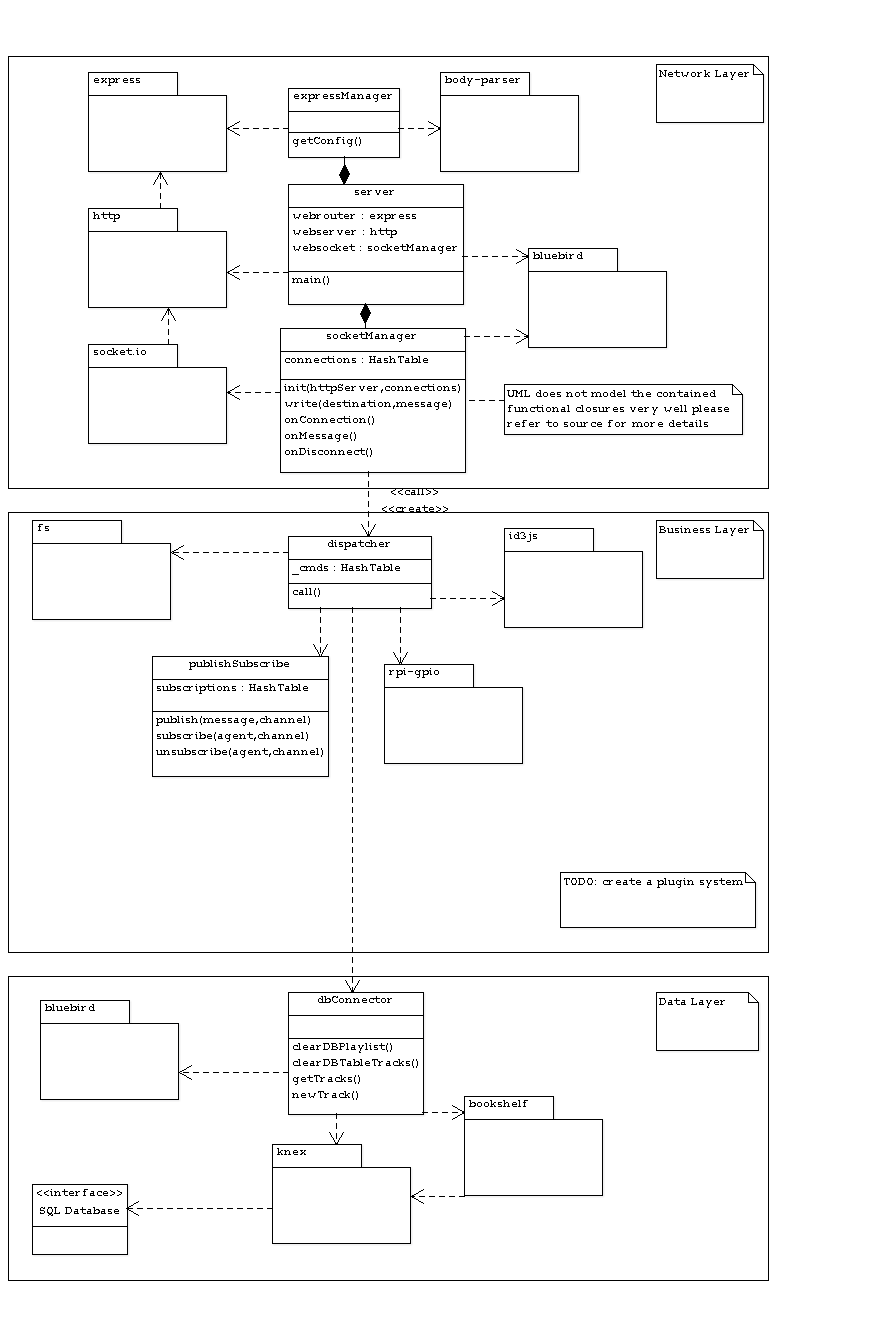 Network Layer
express
expressManager
getConfig()
body-parser
http
server
webrouter : express
webserver : http
websocket : socketManager
main()
bluebird
socket.io
socketManager
connections : HashTable
init(httpServer,connections)
write(destination,message)
onConnection()
onMessage()
onDisconnect()
UML does not model the contained
functional closures very well please
refer to source for more details
<<call>>
<<create>>
Business Layer
fs
dispatcher
_cmds : HashTable
call()
id3js
publishSubscribe
subscriptions : HashTable
publish(message,channel)
subscribe(agent,channel)
unsubscribe(agent,channel)
rpi-gpio
TODO: create a plugin system
Data Layer
bluebird
dbConnector
clearDBPlaylist()
clearDBTableTracks()
getTracks()
newTrack()
bookshelf
knex
<<interface>>
SQL Database